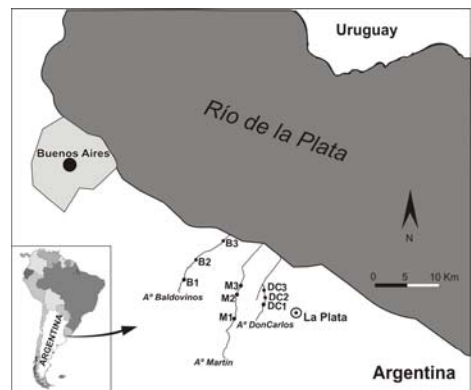 Uruguay
Río de la Plata
Buenos Aires
N
0 5 10 Km
B3
B2
B1
Aº Baldovinos
M3
M2
M1
DC3
DC2
DC1
Aº DonCarlos
La Plata
Aº Martín
ARGENTINA
Argentina